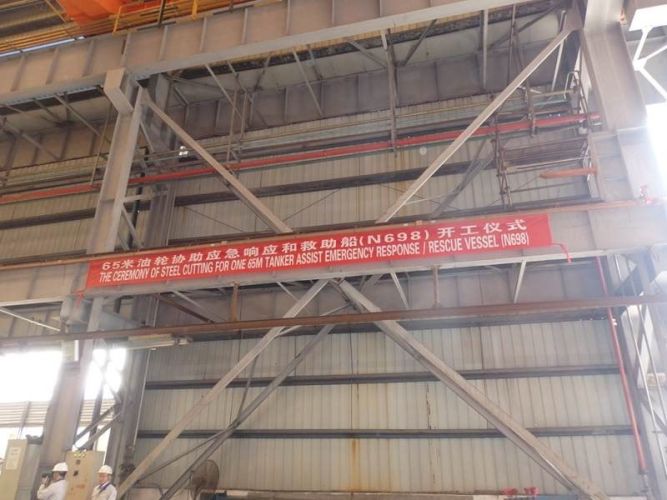 65米油轮协助应急响应和救助船(N698)开工仪式
THE CEREMONY OF STEEL CUTTING FOR ONE 65M TANKER ASSIST EMERGENCY RESPONSE / RESCUE VESSEL (N698)